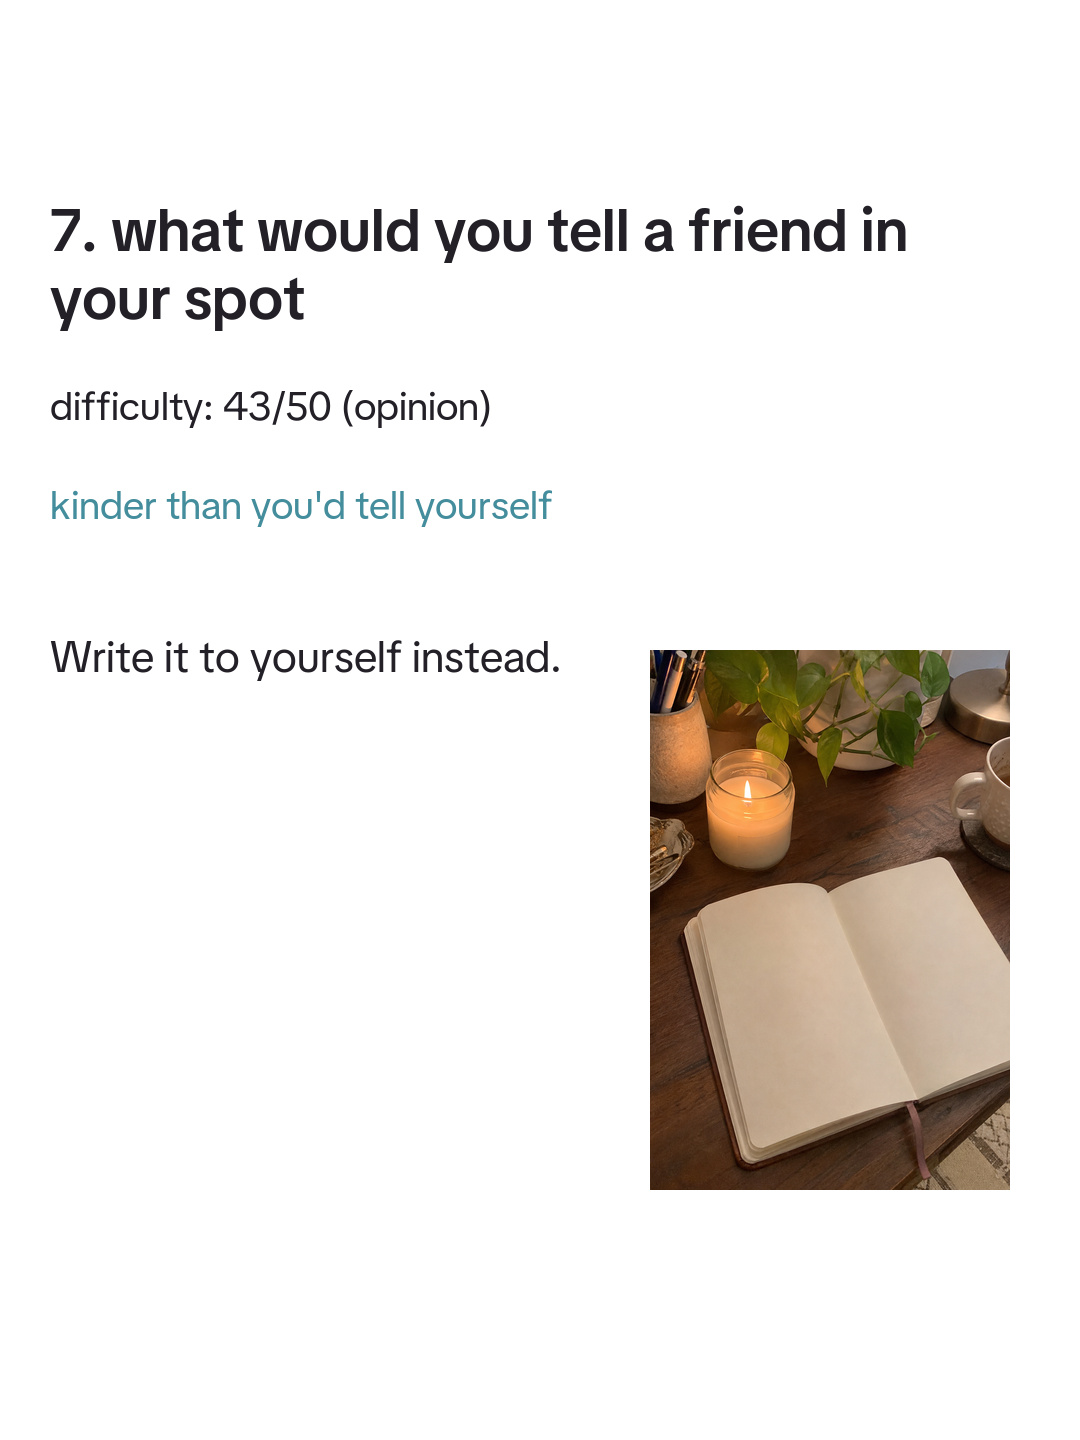 7. what would you tell a friend in
your spot
difficulty: 43/50 (opinion)
kinder than you'd tell yourself
Write it to yourself instead.